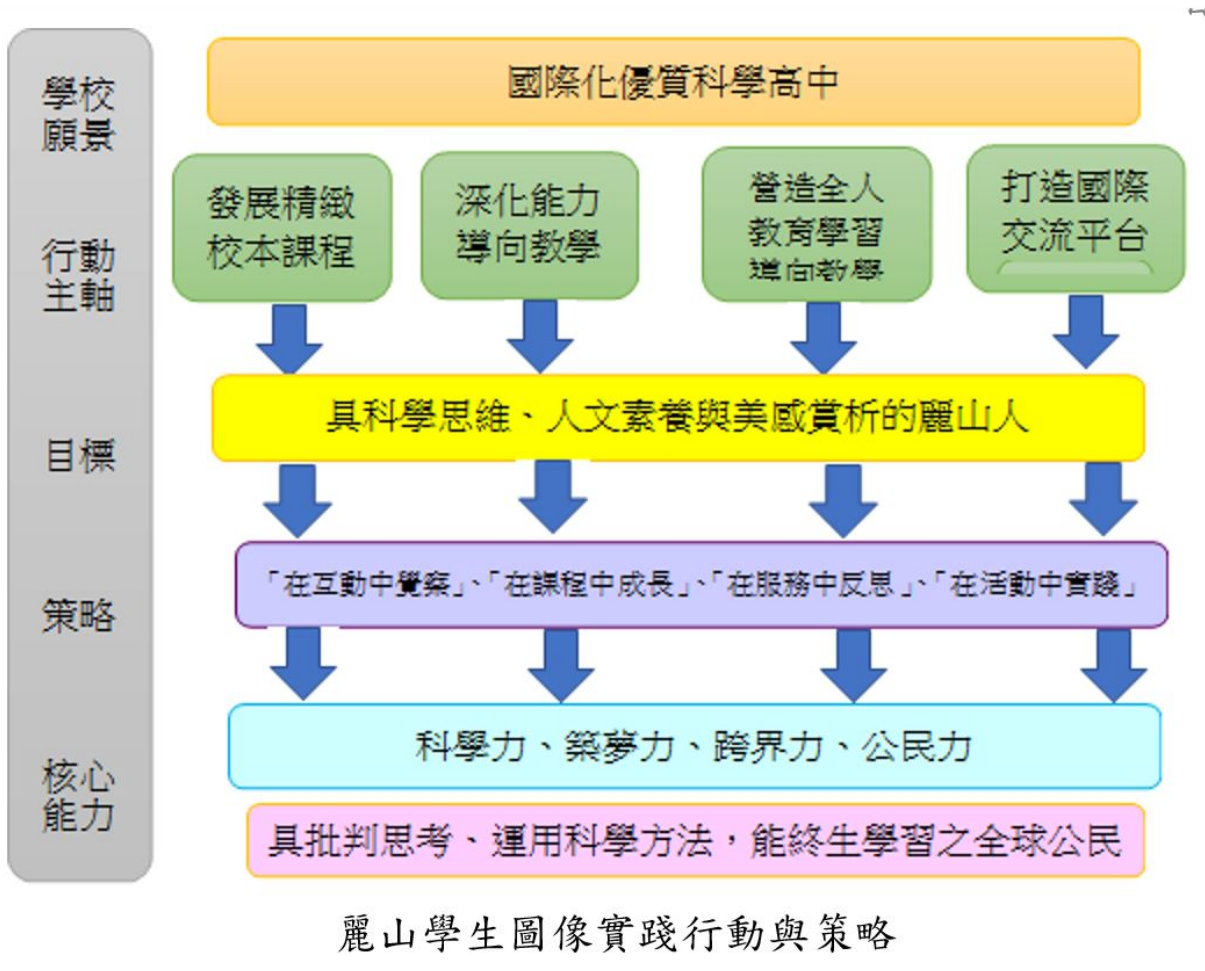 學校
願景
國際化優質科學高中
行動
主軸
發展精緻
校本課程
深化能力
導向教學
營造全人
教育學習
導向教學
打造國際
交流平台
目標
具科學思維、人文素養與美感賞析的麗山人
策略
「在互動中覺察」、「在課程中成長」、「在服務中反思」、「在活動中實踐」
核心
能力
科學力、築夢力、跨界力、公民力
具批判思考、運用科學方法，能終生學習之全球公民
麗山學生圖像實踐行動與策略